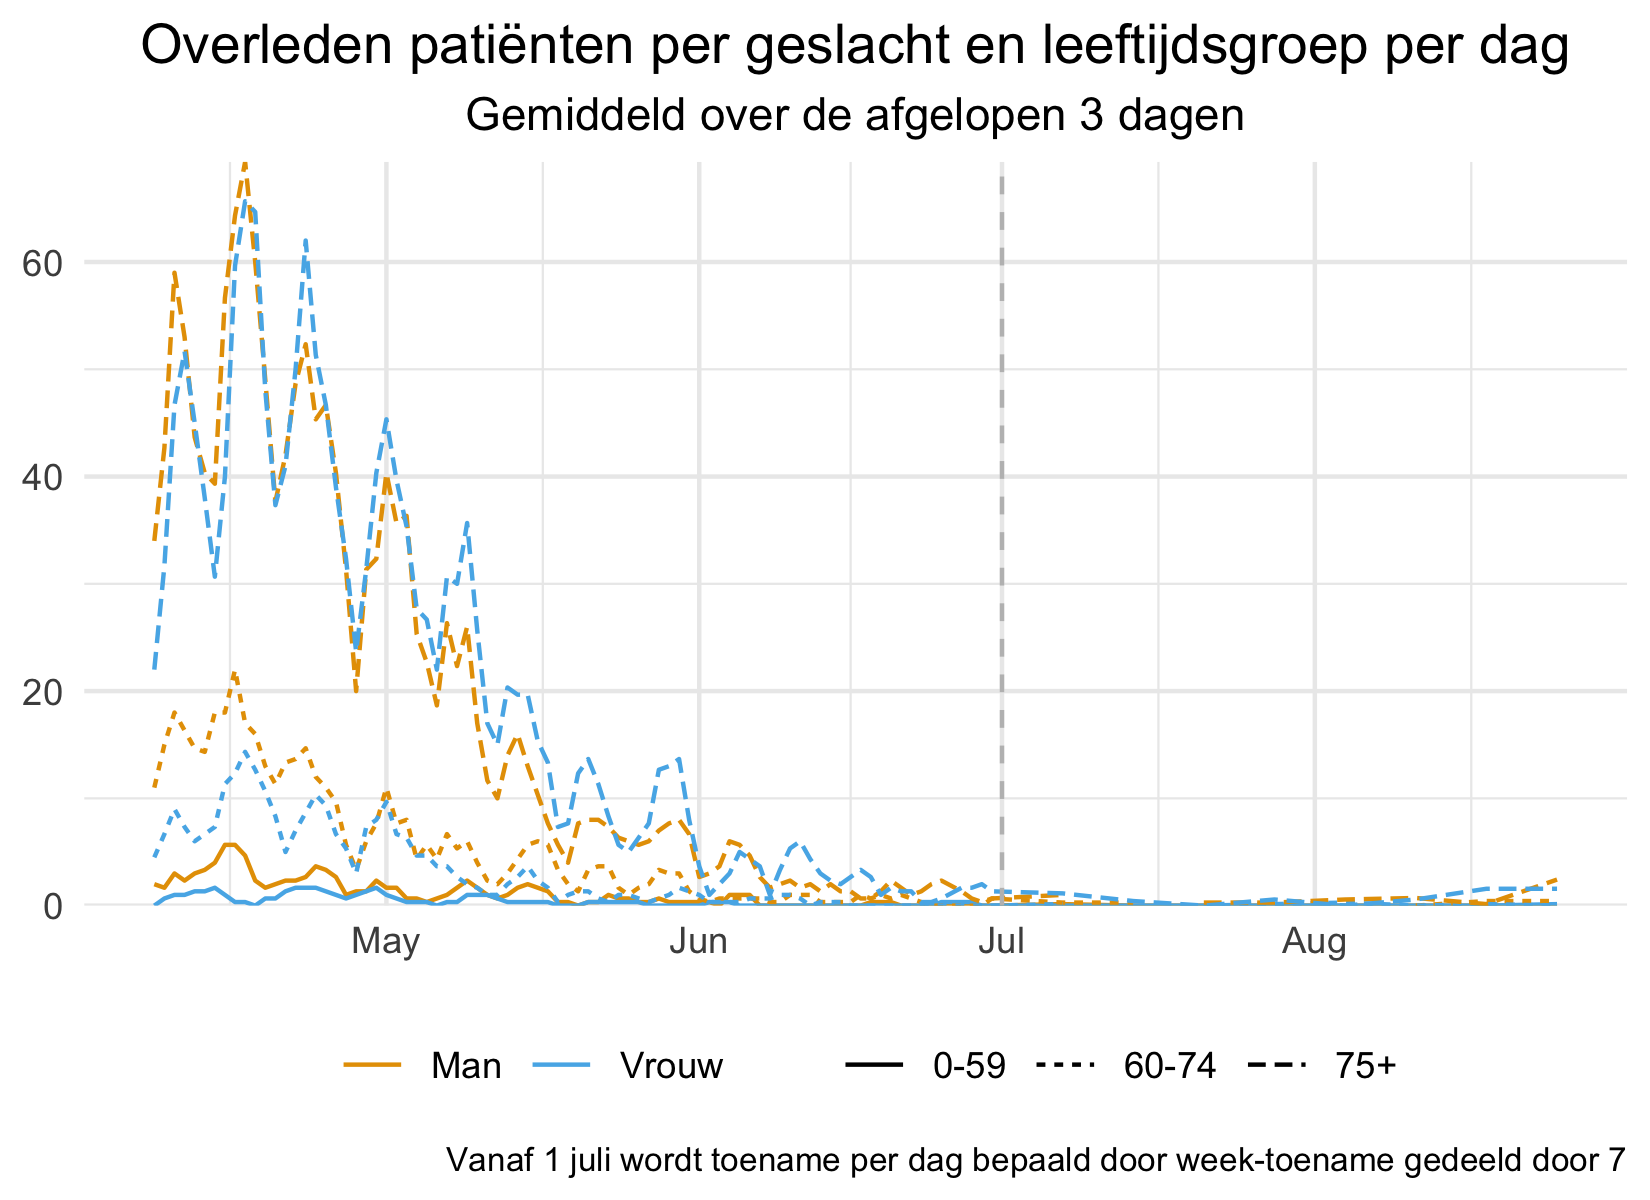 Overleden patiënten per geslacht en leeftijdsgroep per dag
Gemiddeld over de afgelopen 3 dagen
60
40
20
0
May Jun Jul Aug
Man Vrouw 0-59 60-74 75+
Vanaf 1 juli wordt toename per dag bepaald door week-toename gedeeld door 7